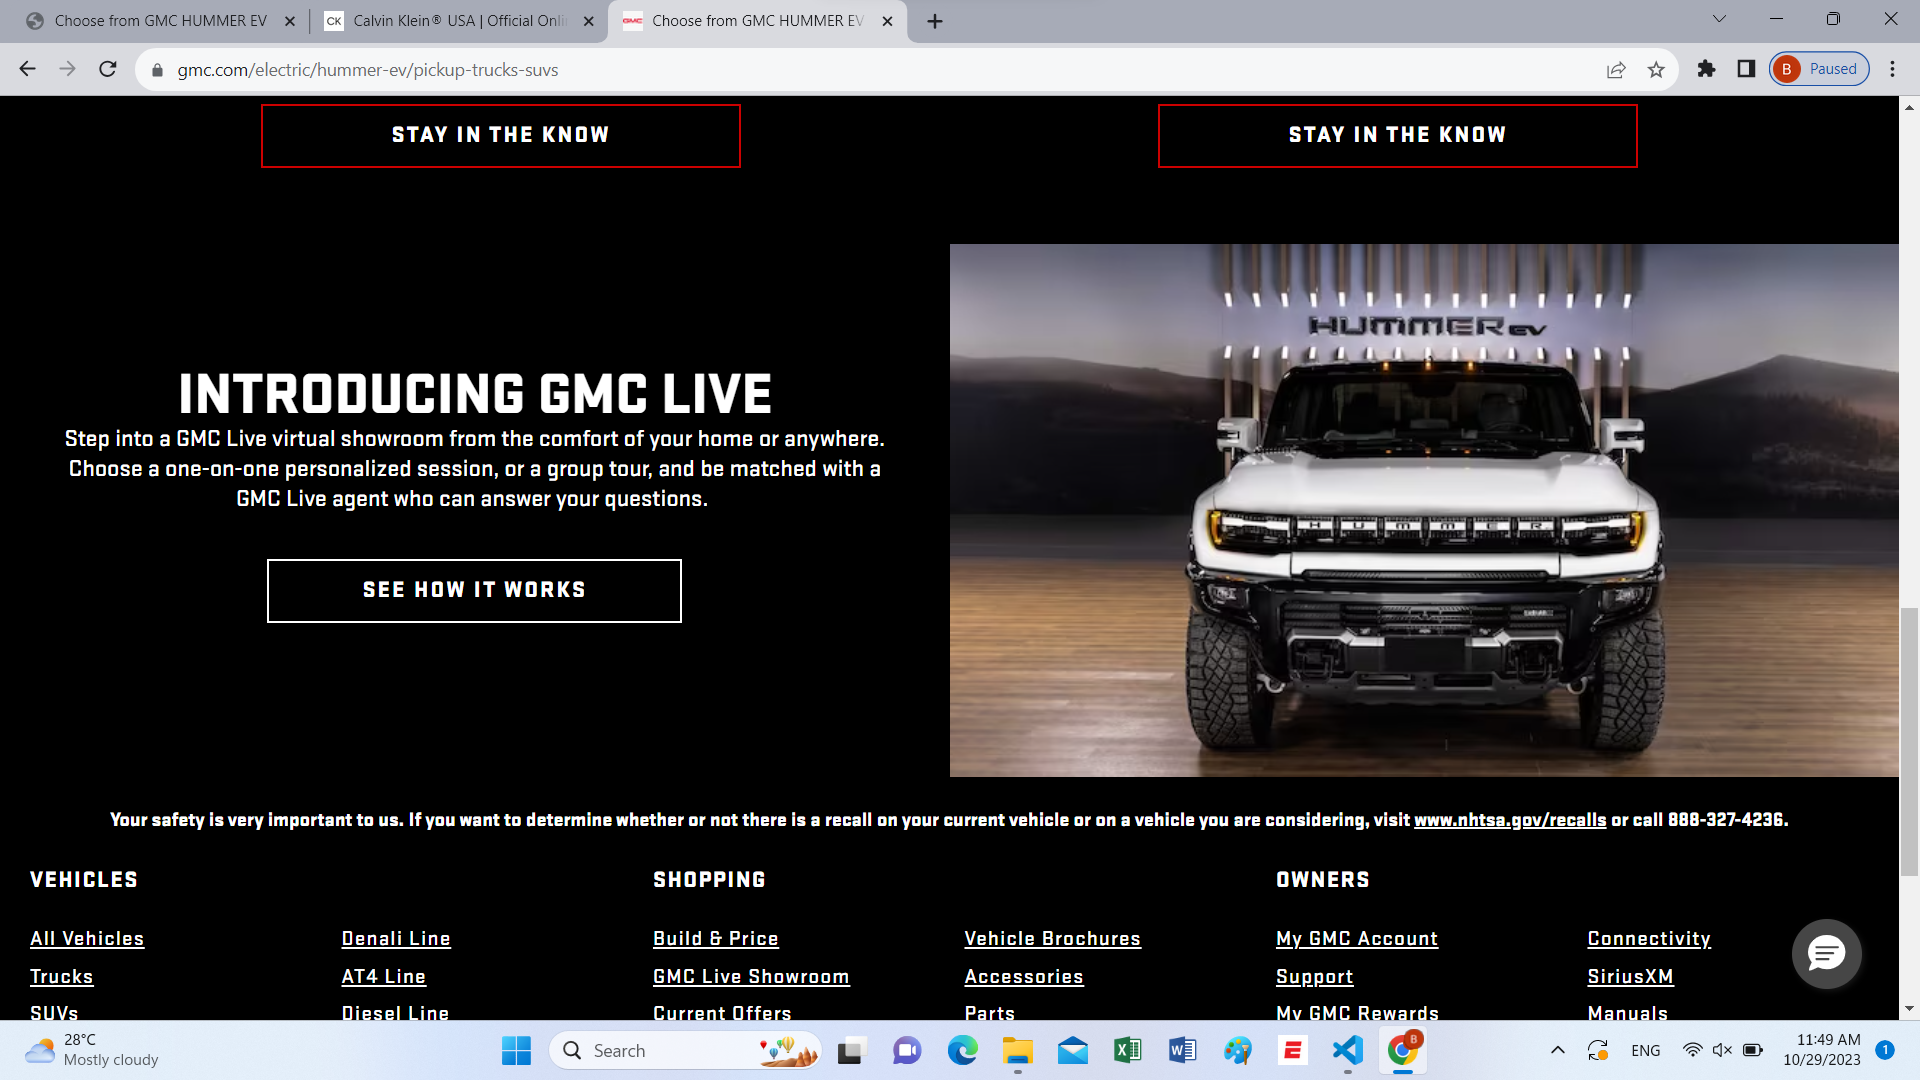 Choose from GMC HUMMER EV
CK
Calvin Klein® USA | Official Onli
GMC
Choose from GMC HUMMER EV
gmc.com/electric/hummer-ev/pickup-trucks-suvs
B
Paused
STAY IN THE KNOW
STAY IN THE KNOW
HUMMER EV
HUMMER
INTRODUCING GMC LIVE
Step into a GMC Live virtual showroom from the comfort of your home or anywhere.
Choose a one-on-one personalized session, or a group tour, and be matched with a
GMC Live agent who can answer your questions.
SEE HOW IT WORKS
Your safety is very important to us. If you want to determine whether or not there is a recall on your current vehicle or on a vehicle you are considering, visit www.nhtsa.gov/recalls or call 888-327-4236.
VEHICLES
SHOPPING
OWNERS
All Vehicles
Denali Line
Build & Price
Vehicle Brochures
My GMC Account
Connectivity
Trucks
AT4 Line
GMC Live Showroom
Accessories
Support
SiriusXM
SUVs
Diesel Line
Current Offers
Parts
My GMC Rewards
Manuals
28°C
Mostly cloudy
Search
B
ENG
11:49 AM
10/29/2023
1